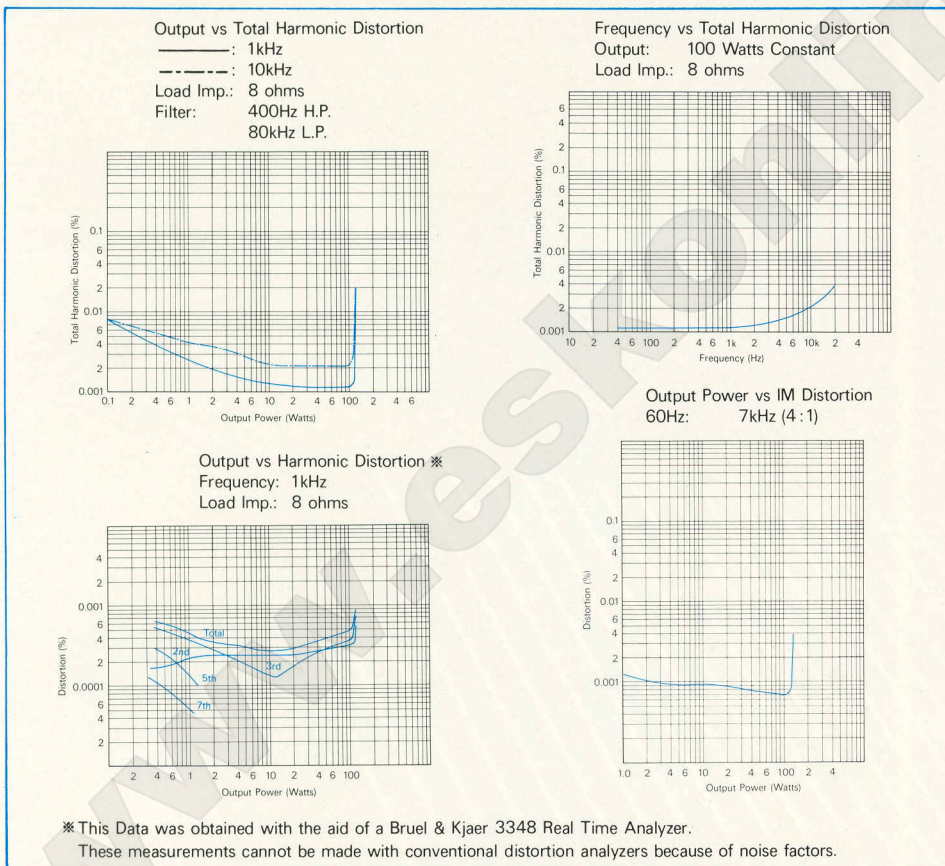 Output vs Total Harmonic Distortion
———: 1kHz
—·—·—: 10kHz
Load Imp.: 8 ohms
Filter: 400Hz H.P.
80kHz L.P.
Total Harmonic Distortion (%)
0.1
6
4
2
0.01
6
4
2
0.001
0.1 2 4 6 1 2 4 6 10 2 4 6 100 2 4 6
Output Power (Watts)
Frequency vs Total Harmonic Distortion
Output: 100 Watts Constant
Load Imp.: 8 ohms
Total Harmonic Distortion (%)
6
4
2
0.1
6
4
2
0.01
6
4
2
0.001
10 2 4 6 100 2 4 6 1k 2 4 6 10k 2 4
Frequency (Hz)
Output vs Harmonic Distortion ※
Frequency: 1kHz
Load Imp.: 8 ohms
Distortion (%)
4
2
0.001
6
4
2
0.0001
6
4
2
Total
2nd
3rd
5th
7th
2 4 6 1 2 4 6 10 2 4 6 100
Output Power (Watts)
Output Power vs IM Distortion
60Hz: 7kHz (4:1)
Distortion (%)
0.1
6
4
2
0.01
6
4
2
0.001
1.0 2 4 6 10 2 4 6 100 2 4
Output Power (Watts)
※This Data was obtained with the aid of a Bruel & Kjaer 3348 Real Time Analyzer.
These measurements cannot be made with conventional distortion analyzers because of noise factors.
www.eskonlin